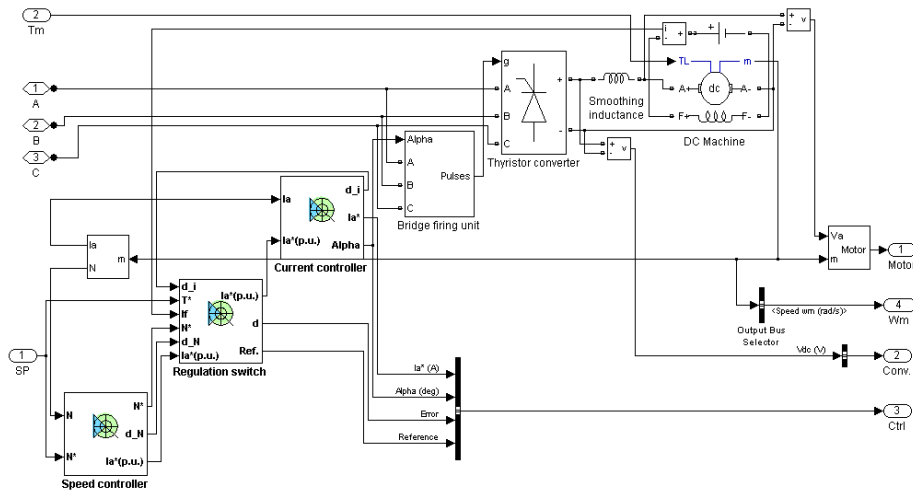 2
Tm
1
A
2
B
3
C
g
A
B
C
+
-
Thyristor converter
Smoothing
inductance
i
+
-
+
+
-
v
TL
m
dc
A+
A-
F+
F-
DC Machine
+
-
v
Alpha
A
B
C
Pulses
Bridge firing unit
Ia
Ia*(p.u.)
d_i
Ia*
Alpha
Current controller
Ia
N
m
d_i
T*
If
N*
d_N
Ia*(p.u.)
Ia*(p.u.)
d
Ref.
Regulation switch
1
SP
N
N*
N*
d_N
Ia*(p.u.)
Speed controller
Ia* (A)
Alpha (deg)
Error
Reference
Va
m
Motor
1
Motor
<Speed wm (rad/s)>
Output Bus
Selector
4
Wm
Vdc (V)
2
Conv.
3
Ctrl